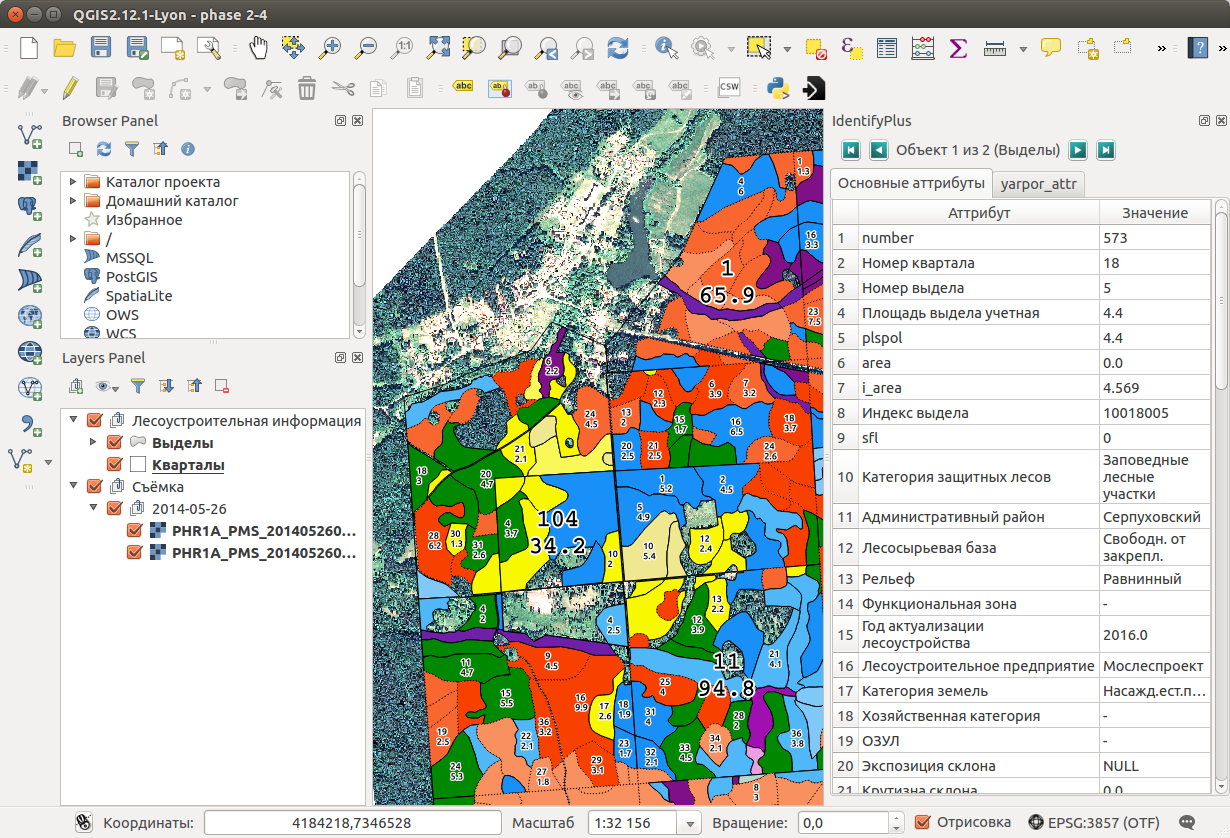 QGIS2.12.1-Lyon - phase 2-4
Browser Panel
Каталог проекта
Домашний каталог
Избранное
/
MSSQL
PostGIS
SpatiaLite
OWS
WCS
Layers Panel
Лесоустроительная информация
Выделы
Кварталы
Съёмка
2014-05-26
PHR1A_PMS_201405260...
PHR1A_PMS_201405260...
1
65.9
104
34.2
11
94.8
4
6
1
1.3
16
3.3
23
7.5
6
2.2
24
4.5
12
2.3
13
2
6
3.9
7
3.2
15
1.7
16
6.5
18
3.7
20
2.5
21
2.5
24
2.6
21
2.1
18
3
20
4.7
1
5.2
2
4.5
5
4.9
4
3.7
28
6.2
30
1.3
31
2.6
10
2
10
5.4
12
2.4
13
2.2
12
3.9
4
2
4
2.5
21
4.1
11
4.7
9
4.5
15
5.5
16
9.9
17
2.6
18
1.9
25
4
31
4
28
2
19
2.5
22
2.1
36
3.2
23
1.7
32
2.1
33
4.5
34
2.1
36
3.8
24
5.3
27
1.8
29
3.1
8
3
IdentifyPlus
Объект 1 из 2 (Выделы)
Основные аттрибуты
yarpor_attr
Аттрибут Значение
1 number 573
2 Номер квартала 18
3 Номер выдела 5
4 Площадь выдела учетная 4.4
5 plspol 4.4
6 area 0.0
7 i_area 4.569
8 Индекс выдела 10018005
9 sfl 0
10 Категория защитных лесов Заповедные
лесные
участки
11 Административный район Серпуховский
12 Лесосырьевая база Свободн. от
закрепл.
13 Рельеф Равнинный
14 Функциональная зона -
15 Год актуализации
лесоустройства 2016.0
16 Лесоустроительное предприятие Мослеспроект
17 Категория земель Насажд.ест.п...
18 Хозяйственная категория -
19 ОЗУЛ -
20 Экспозиция склона NULL
21 Крутизна склона 0.0
Координаты: 4184218,7346528 Масштаб 1:32 156 Вращение: 0,0 Отрисовка EPSG:3857 (OTF)